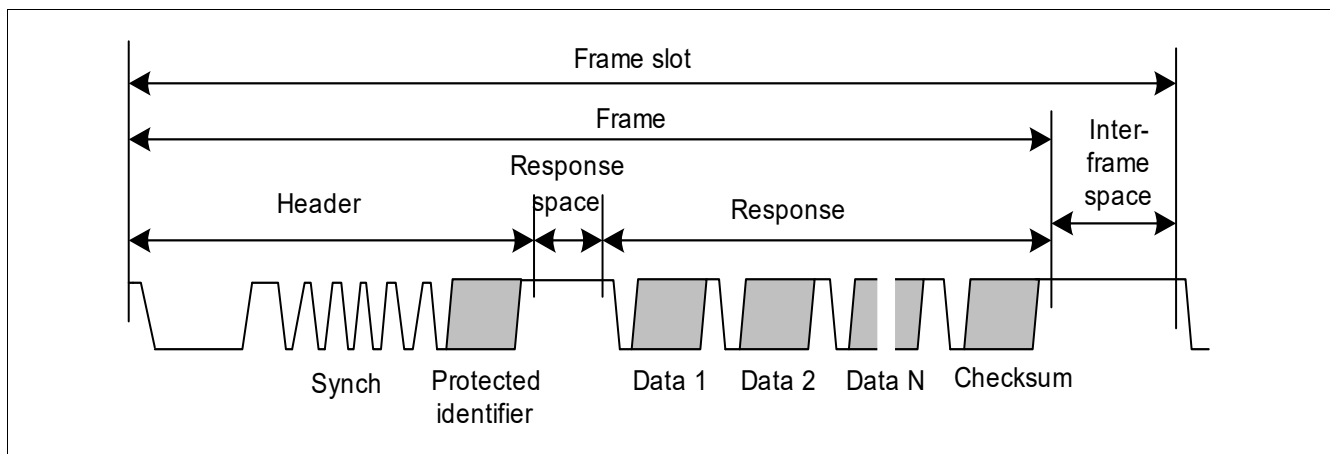 Frame slot
Frame
Inter-
frame
space
Response
space
Header
Response
Synch
Protected
identifier
Data 1
Data 2
Data N
Checksum